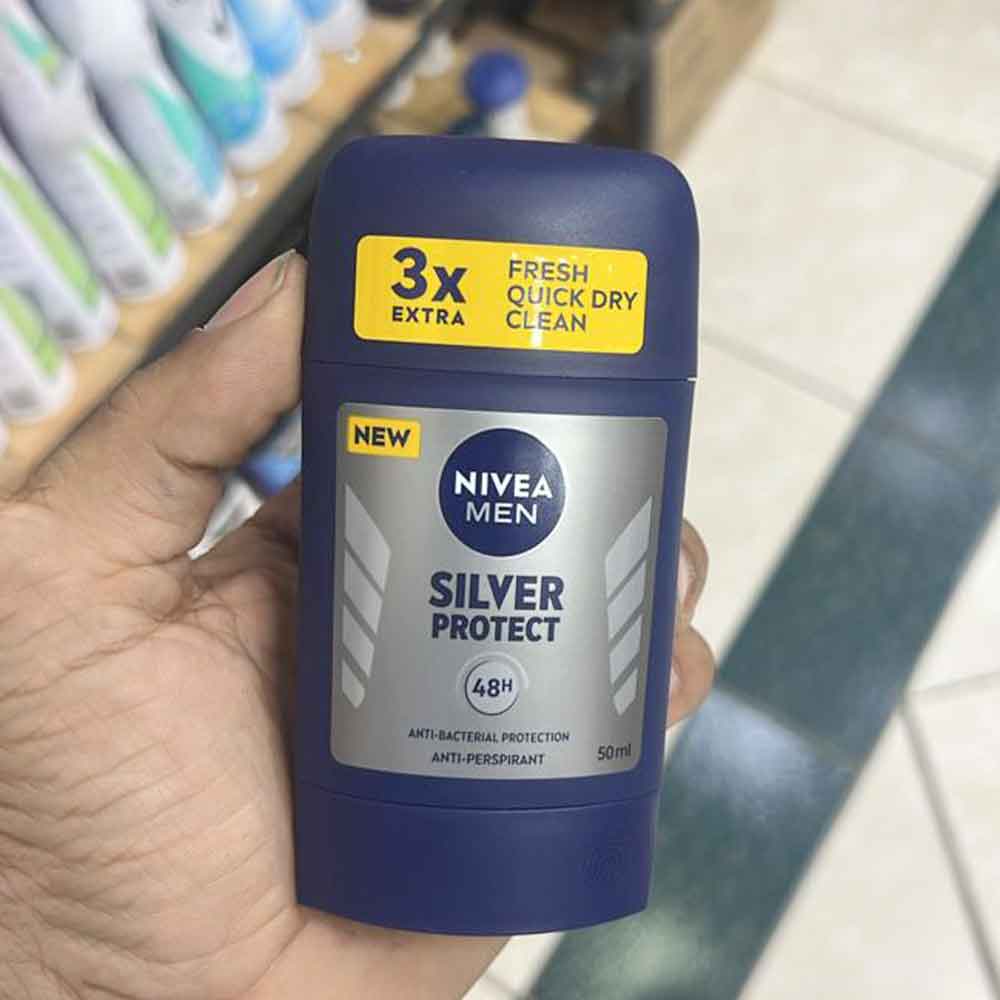 3x
EXTRA
FRESH
QUICK DRY
CLEAN
NEW
NIVEA
MEN
SILVER
PROTECT
48H
ANTI-BACTERIAL PROTECTION
ANTI-PERSPIRANT
50ml